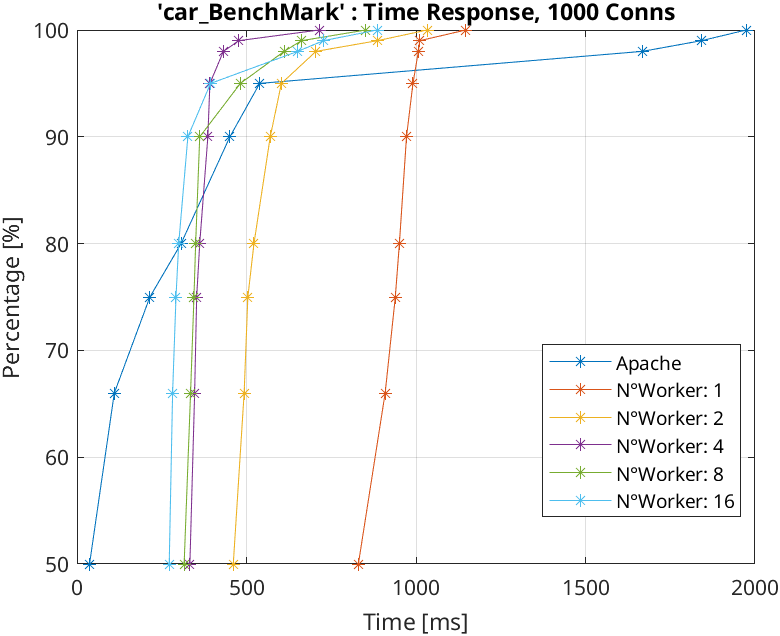 'car_BenchMark' : Time Response, 1000 Conns
100
90
80
70
60
50
Percentage [%]
0 500 1000 1500 2000
Time [ms]
Apache
N°Worker: 1
N°Worker: 2
N°Worker: 4
N°Worker: 8
N°Worker: 16